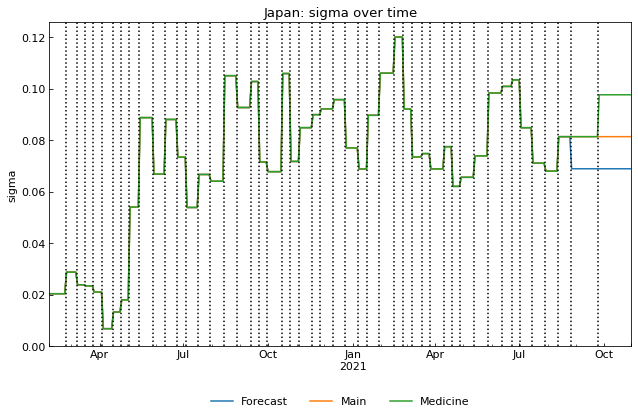 Japan: sigma over time
0.12
0.10
0.08
0.06
0.04
0.02
0.00
sigma
Apr Jul Oct Jan Apr Jul Oct
2021
Forecast Main Medicine